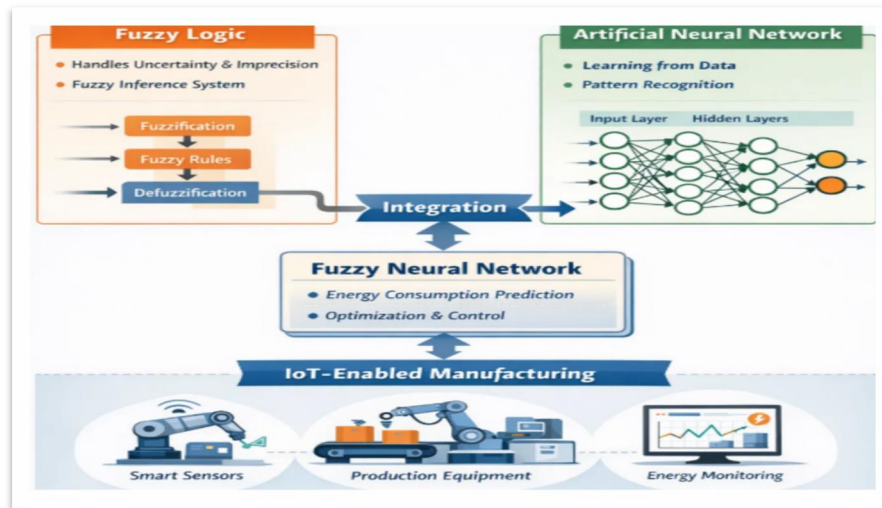 Fuzzy Logic
• Handles Uncertainty & Imprecision
• Fuzzy Inference System
Fuzzification
Fuzzy Rules
Defuzzification
Artificial Neural Network
• Learning from Data
• Pattern Recognition
Input Layer Hidden Layers
Integration
Fuzzy Neural Network
• Energy Consumption Prediction
• Optimization & Control
IoT-Enabled Manufacturing
Smart Sensors
Production Equipment
Energy Monitoring